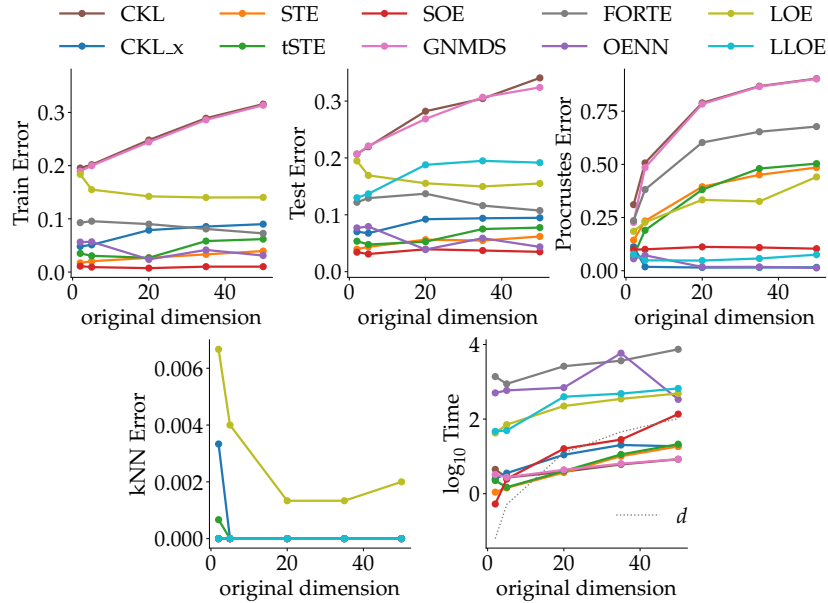 CKL STE SOE FORTE LOE
CKL_x tSTE GNMDS OENN LLOE
Train Error
0.3
0.2
0.1
0.0
0 20 40
original dimension
Test Error
0.3
0.2
0.1
0.0
0 20 40
original dimension
Procrustes Error
0.75
0.50
0.25
0.00
0 20 40
original dimension
kNN Error
0.006
0.004
0.002
0.000
0 20 40
original dimension
log10 Time
4
2
0
d
0 20 40
original dimension